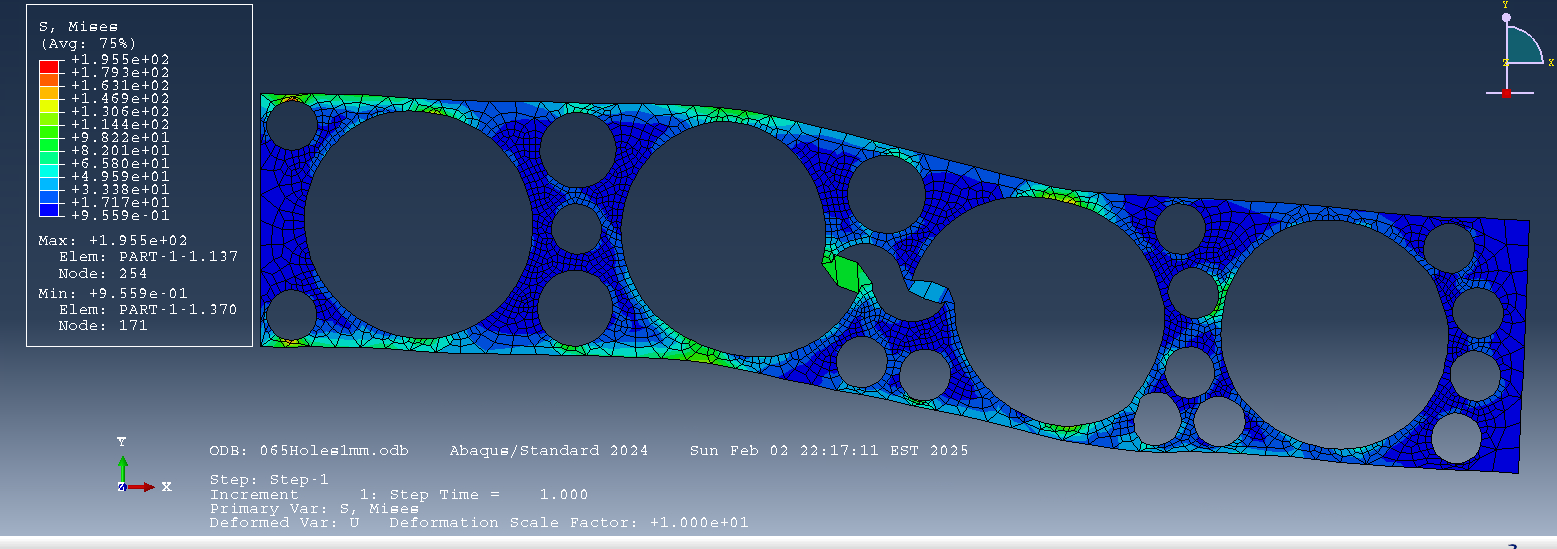 S, Mises
(Avg: 75%)
+1.955e+02
+1.793e+02
+1.631e+02
+1.469e+02
+1.306e+02
+1.144e+02
+9.822e+01
+8.201e+01
+6.580e+01
+4.959e+01
+3.338e+01
+1.717e+01
+9.559e-01
Max: +1.955e+02
Elem: PART-1-1.137
Node: 254
Min: +9.559e-01
Elem: PART-1-1.370
Node: 171
Y
Z X
Y
Z X
ODB: 065Holes1mm.odb Abaqus/Standard 2024 Sun Feb 02 22:17:11 EST 2025
Step: Step-1
Increment 1: Step Time = 1.000
Primary Var: S, Mises
Deformed Var: U Deformation Scale Factor: +1.000e+01